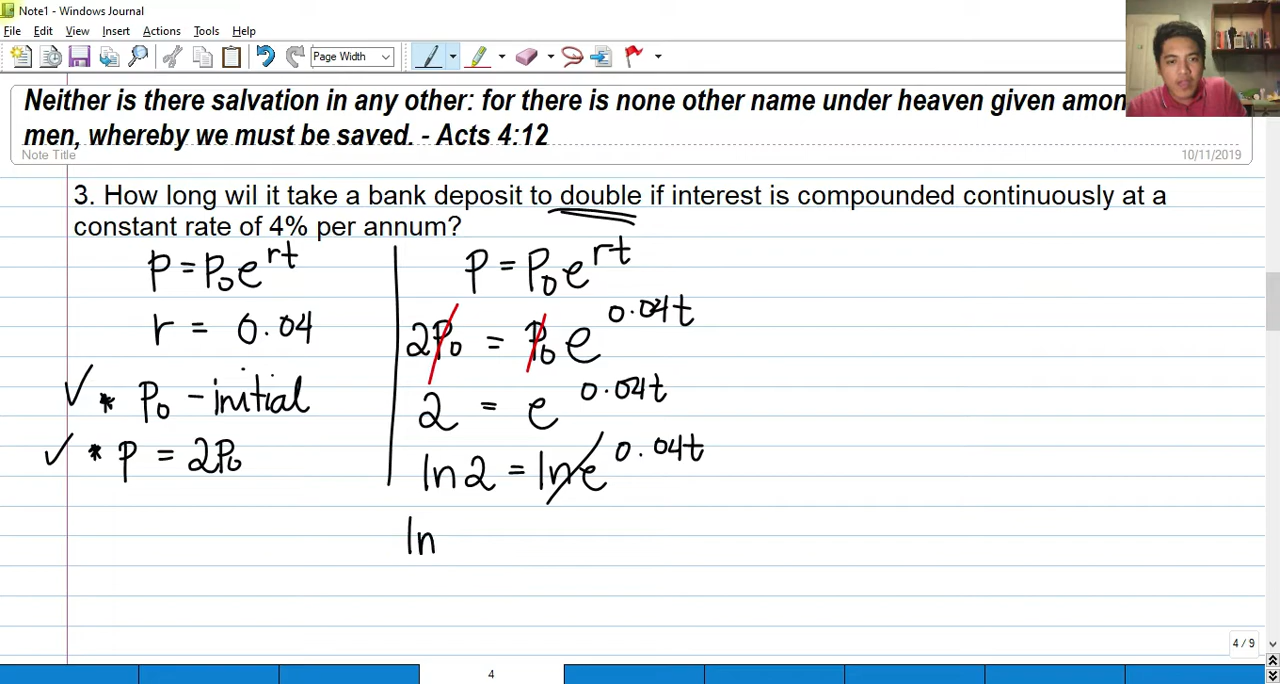 Note1 - Windows Journal
File Edit View Insert Actions Tools Help
Page Width
Neither is there salvation in any other: for there is none other name under heaven given amon
men, whereby we must be saved. - Acts 4:12
Note Title
10/11/2019
3. How long wil it take a bank deposit to double if interest is compounded continuously at a
constant rate of 4% per annum?
P = P₀e^rt
r = 0.04
✓ * P₀ - initial
✓ * P = 2P₀
P = P₀e^rt
2P₀ = P₀e^0.04t
2 = e^0.04t
ln2 = lne^0.04t
ln
4 / 9
4